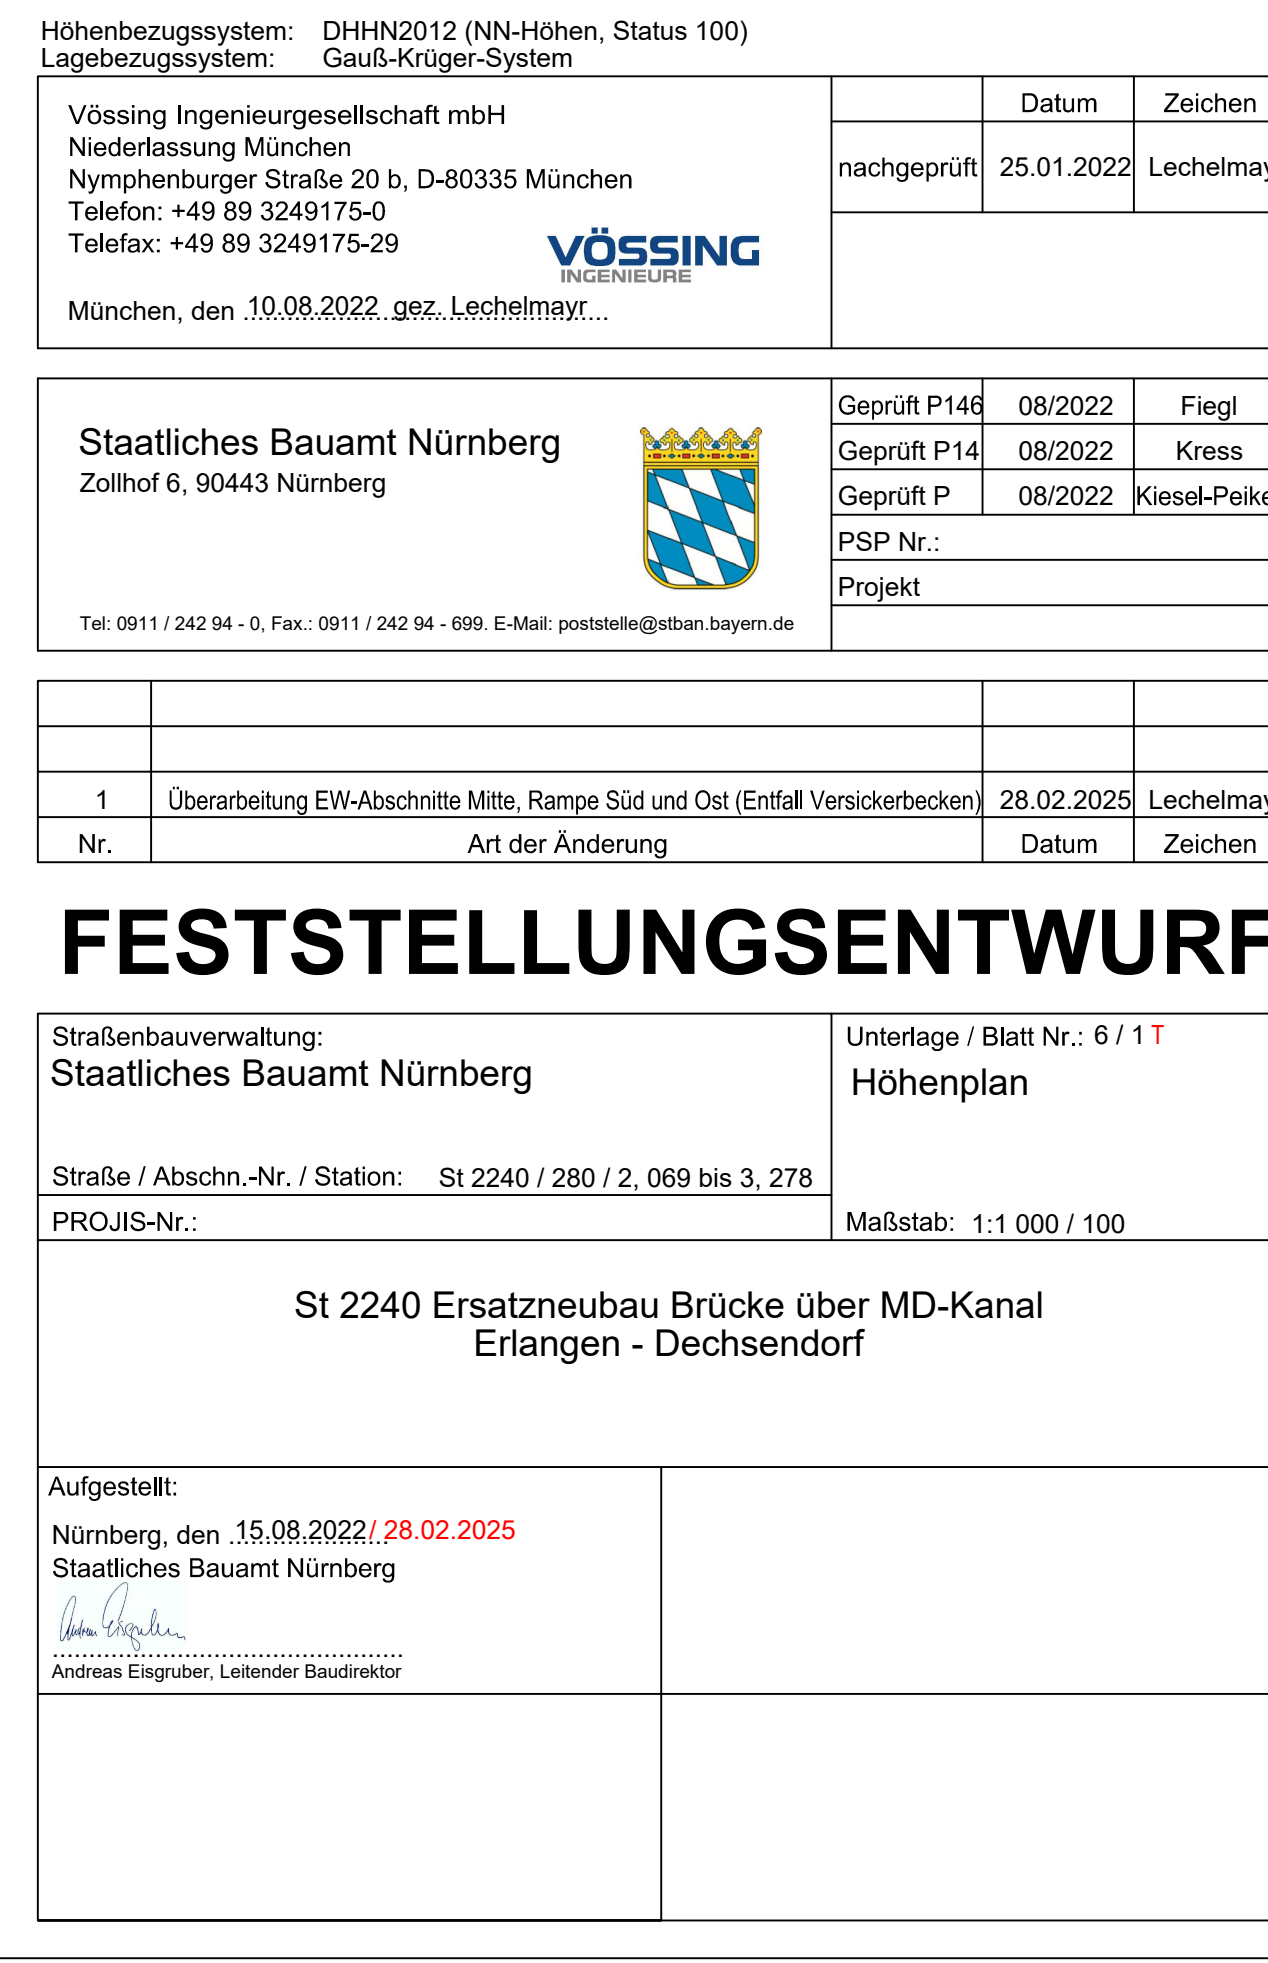 Höhenbezugssystem: DHHN2012 (NN-Höhen, Status 100)
Lagebezugssystem: Gauß-Krüger-System
Vössing Ingenieurgesellschaft mbH
Niederlassung München
Nymphenburger Straße 20 b, D-80335 München
Telefon: +49 89 3249175-0
Telefax: +49 89 3249175-29
VÖSSING
INGENIEURE
München, den 10.08.2022 gez. Lechelmayr
Datum Zeichen
nachgeprüft 25.01.2022 Lechelmay
Staatliches Bauamt Nürnberg
Zollhof 6, 90443 Nürnberg
Tel: 0911 / 242 94 - 0, Fax.: 0911 / 242 94 - 699. E-Mail: poststelle@stban.bayern.de
Geprüft P146 08/2022 Fiegl
Geprüft P14 08/2022 Kress
Geprüft P 08/2022 Kiesel-Peike
PSP Nr.:
Projekt
1 Überarbeitung EW-Abschnitte Mitte, Rampe Süd und Ost (Entfall Versickerbecken) 28.02.2025 Lechelmay
Nr. Art der Änderung Datum Zeichen
FESTSTELLUNGSENTWURF
Straßenbauverwaltung:
Staatliches Bauamt Nürnberg
Straße / Abschn.-Nr. / Station: St 2240 / 280 / 2, 069 bis 3, 278
PROJIS-Nr.:
Unterlage / Blatt Nr.: 6 / 1 T
Höhenplan
Maßstab: 1:1 000 / 100
St 2240 Ersatzneubau Brücke über MD-Kanal
Erlangen - Dechsendorf
Aufgestellt:
Nürnberg, den 15.08.2022 / 28.02.2025
Staatliches Bauamt Nürnberg
Andreas Eisgruber
Andreas Eisgruber, Leitender Baudirektor